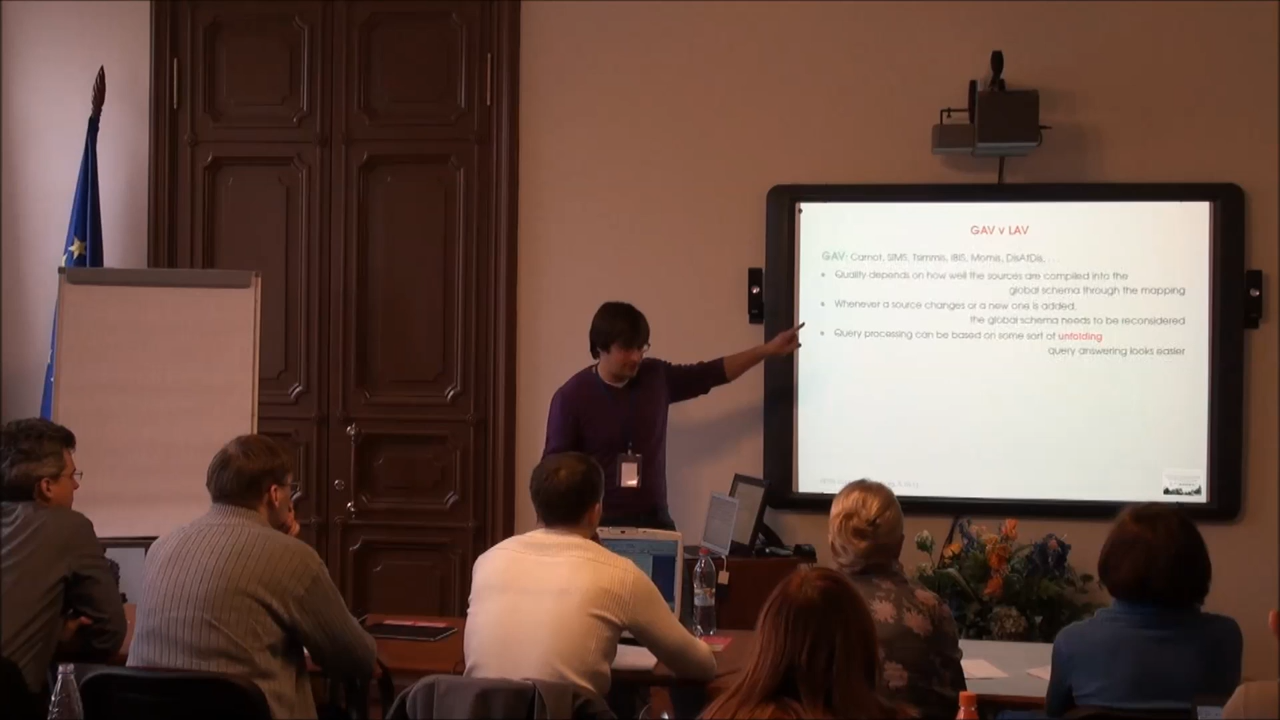 GAV v LAV
GAV: Carnot, SIMS, Tsimmis, IBIS, Momis, DisAtDis, ...
• Quality depends on how well the sources are compiled into the
global schema through the mapping
• Whenever a source changes or a new one is added,
the global schema needs to be reconsidered
• Query processing can be based on some sort of unfolding
query answering looks easier